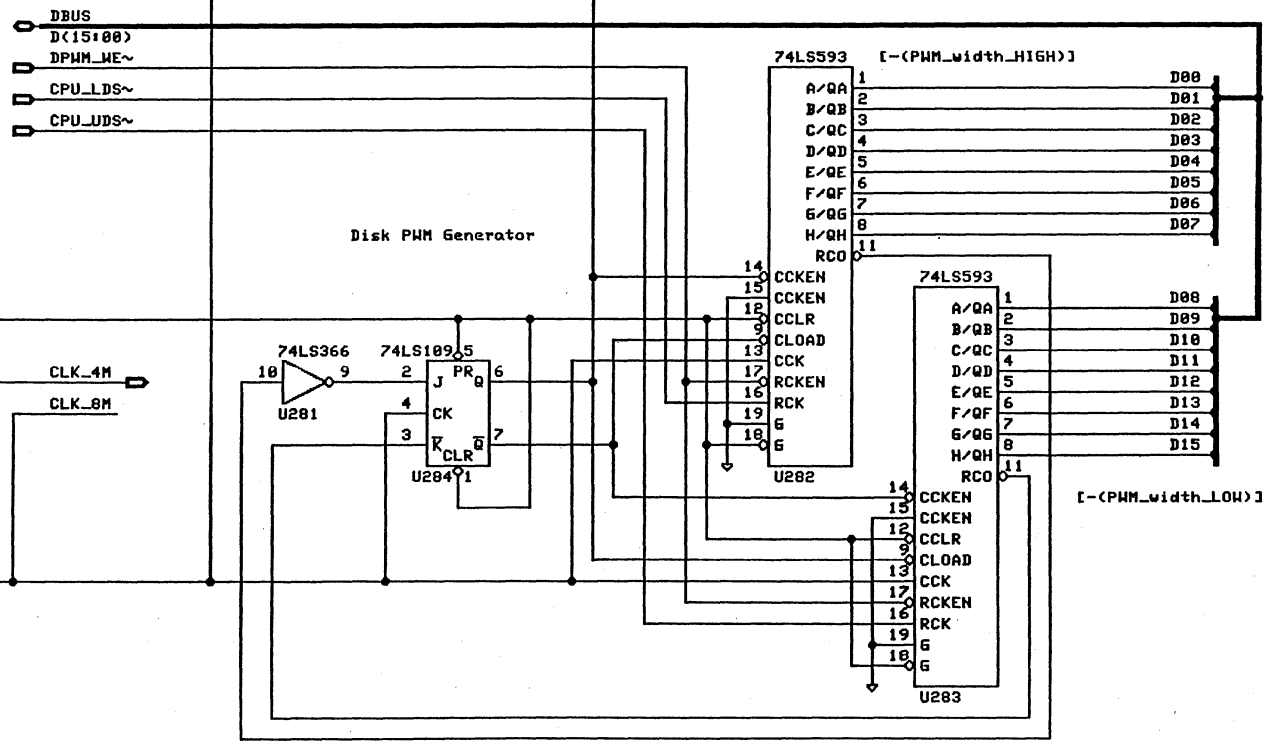 DBUS
D(15:00)
DPWM_WE~
CPU_LDS~
CPU_UDS~
Disk PWM Generator
CLK_4M
CLK_8M
74LS366
10
9
U281
74LS109
5
PR
2
J
Q
6
4
CK
3
K
Q
7
CLR
U284
1
74LS593
[-(PWM_width_HIGH)]
A/QA
1
D00
B/QB
2
D01
C/QC
3
D02
D/QD
4
D03
E/QE
5
D04
F/QF
6
D05
G/QG
7
D06
H/QH
8
D07
RCO
11
14
CCKEN
15
CCKEN
12
CCLR
9
CLOAD
13
CCK
17
RCKEN
16
RCK
19
G
18
G
U282
74LS593
A/QA
1
D08
B/QB
2
D09
C/QC
3
D10
D/QD
4
D11
E/QE
5
D12
F/QF
6
D13
G/QG
7
D14
H/QH
8
D15
RCO
11
[-(PWM_width_LOW)]
14
CCKEN
15
CCKEN
12
CCLR
9
CLOAD
13
CCK
17
RCKEN
16
RCK
19
G
18
G
U283